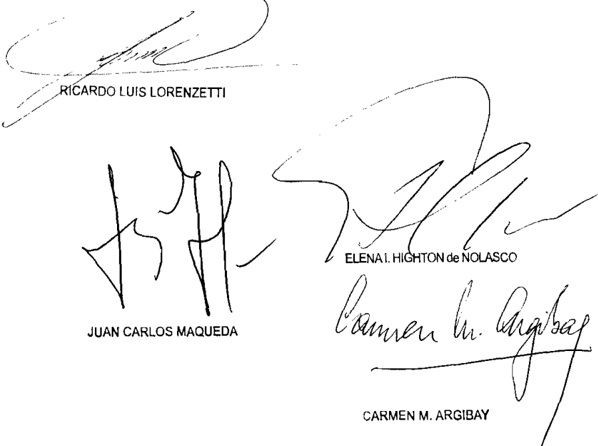 RICARDO LUIS LORENZETTI
ELENA I. HIGHTON de NOLASCO
JUAN CARLOS MAQUEDA
Carmen M. Argibay
CARMEN M. ARGIBAY